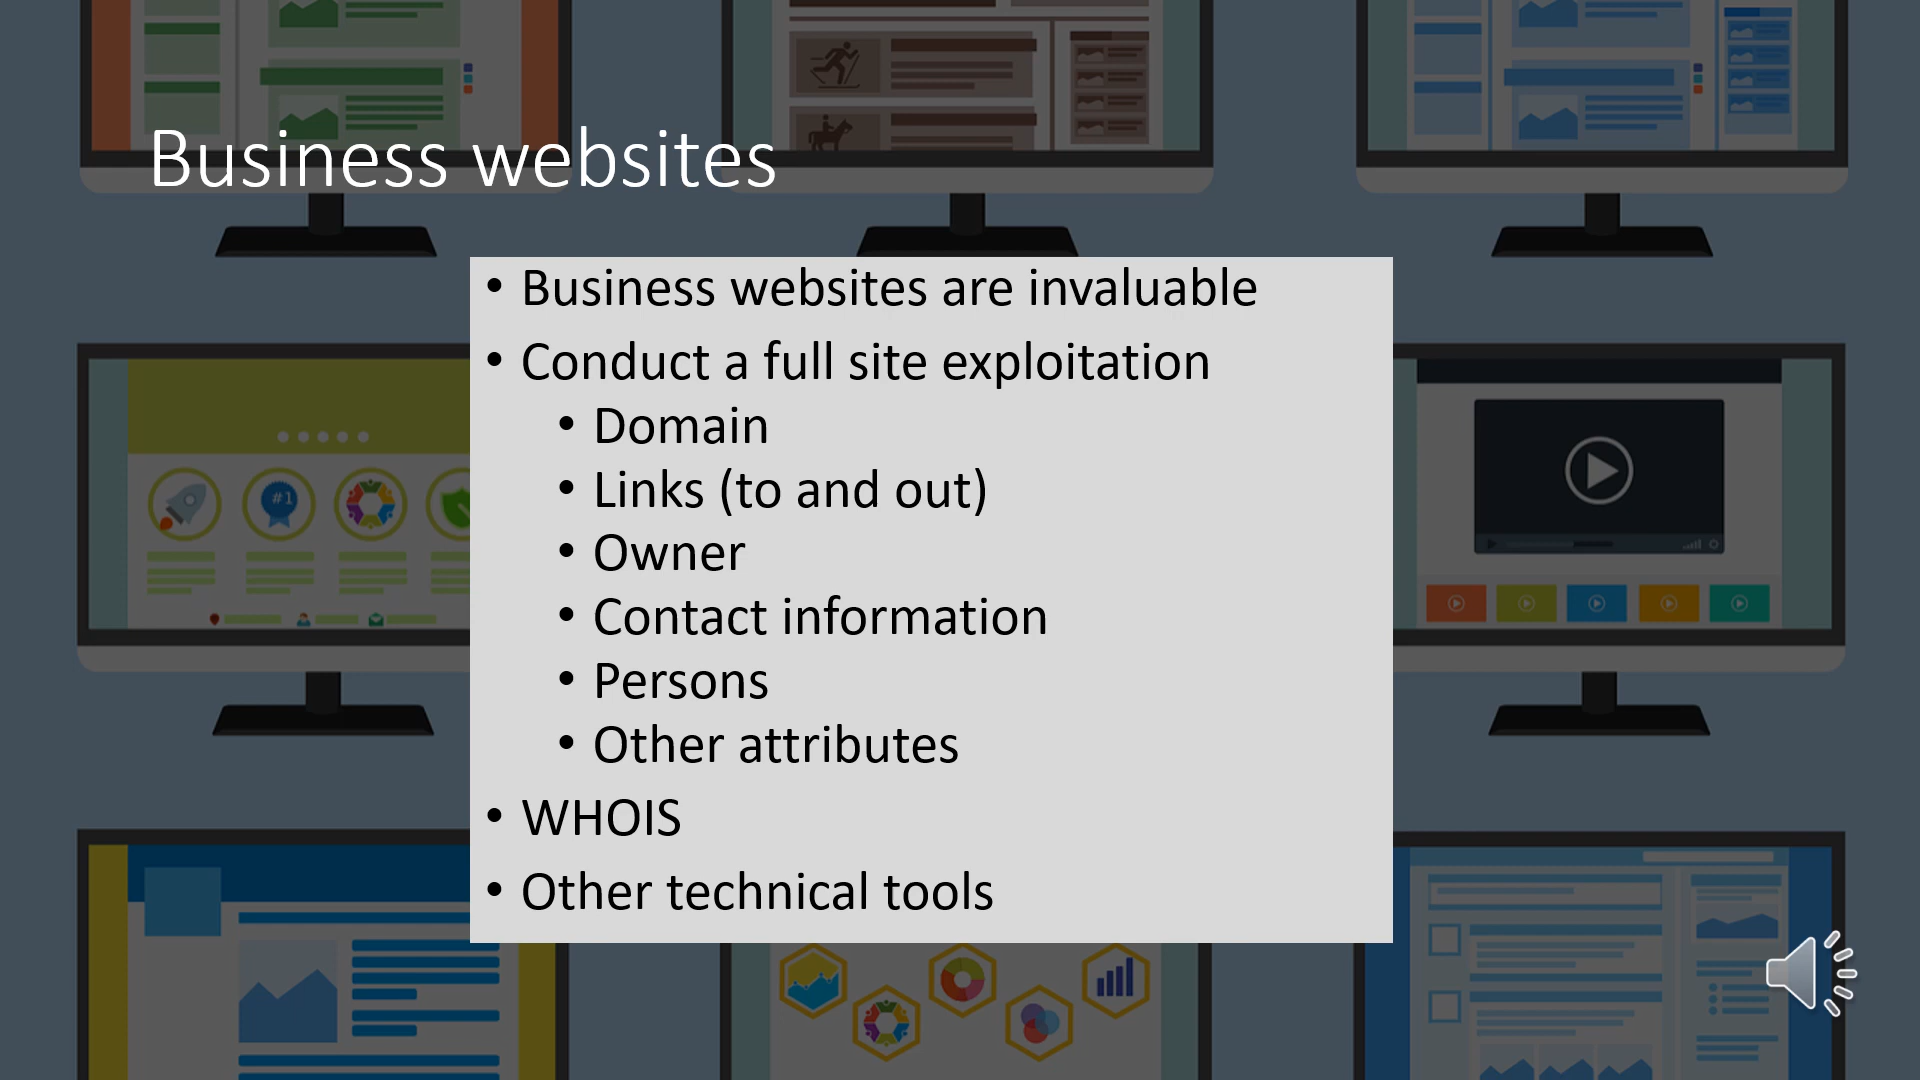 Business websites
• Business websites are invaluable
• Conduct a full site exploitation
• Domain
• Links (to and out)
• Owner
• Contact information
• Persons
• Other attributes
• WHOIS
• Other technical tools
#1